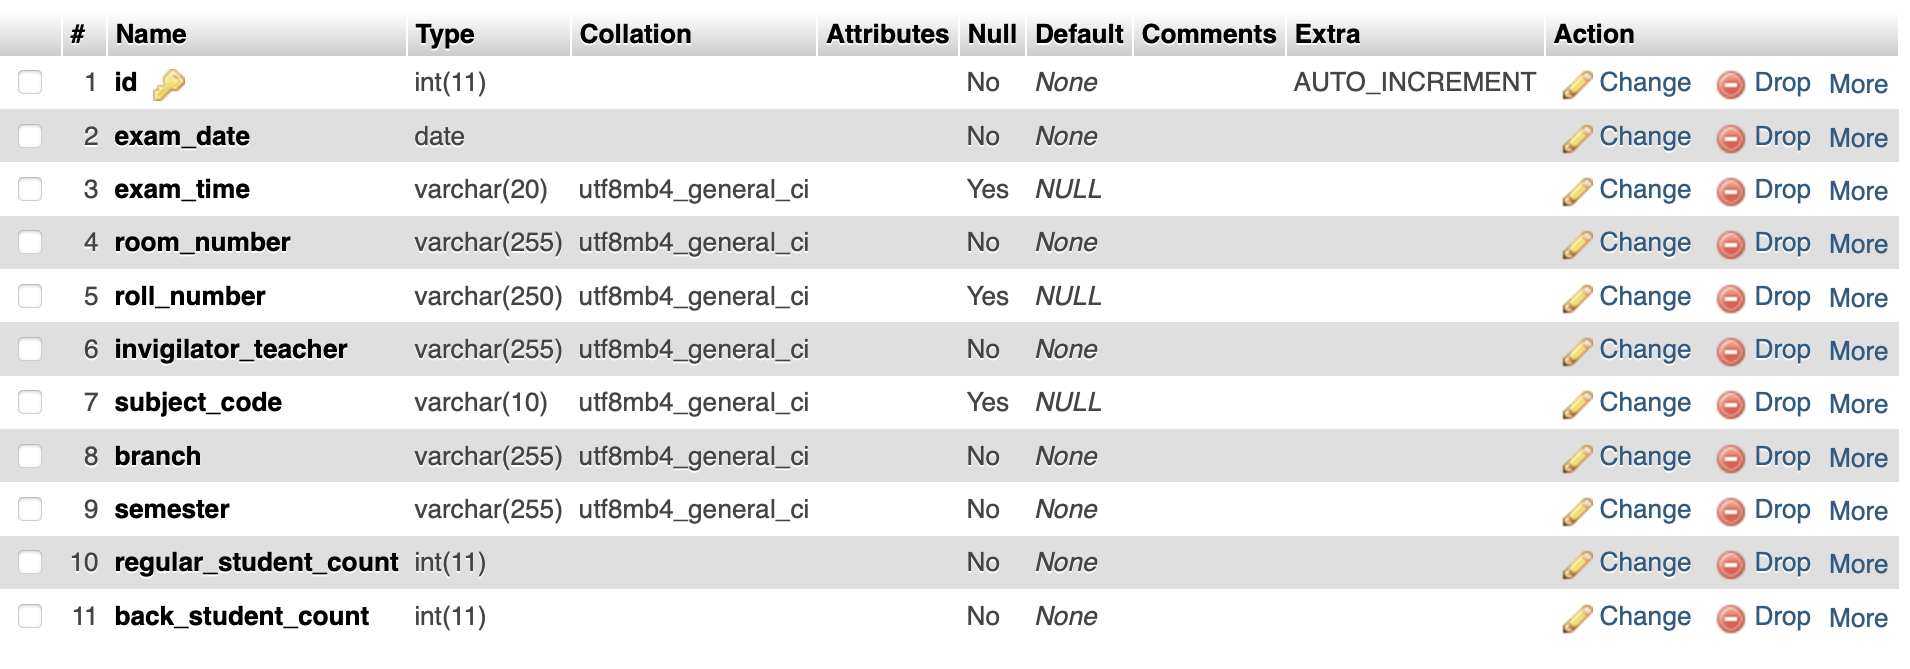 # Name Type Collation Attributes Null Default Comments Extra Action
1 id int(11) No None AUTO_INCREMENT Change Drop More
2 exam_date date No None Change Drop More
3 exam_time varchar(20) utf8mb4_general_ci Yes NULL Change Drop More
4 room_number varchar(255) utf8mb4_general_ci No None Change Drop More
5 roll_number varchar(250) utf8mb4_general_ci Yes NULL Change Drop More
6 invigilator_teacher varchar(255) utf8mb4_general_ci No None Change Drop More
7 subject_code varchar(10) utf8mb4_general_ci Yes NULL Change Drop More
8 branch varchar(255) utf8mb4_general_ci No None Change Drop More
9 semester varchar(255) utf8mb4_general_ci No None Change Drop More
10 regular_student_count int(11) No None Change Drop More
11 back_student_count int(11) No None Change Drop More